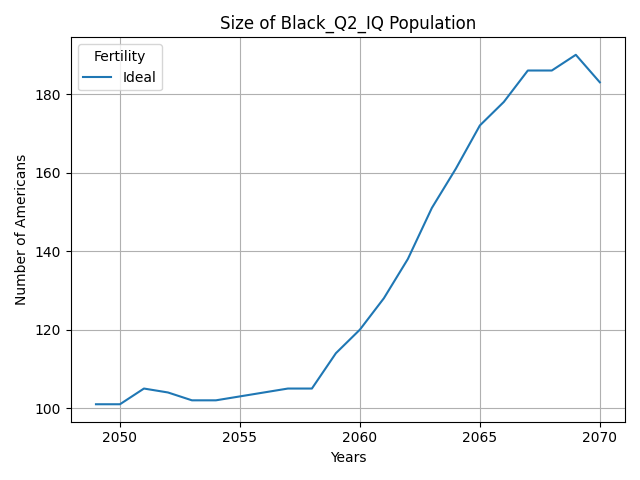 Size of Black_Q2_IQ Population
Fertility
Ideal
Number of Americans
180
160
140
120
100
2050
2055
2060
2065
2070
Years